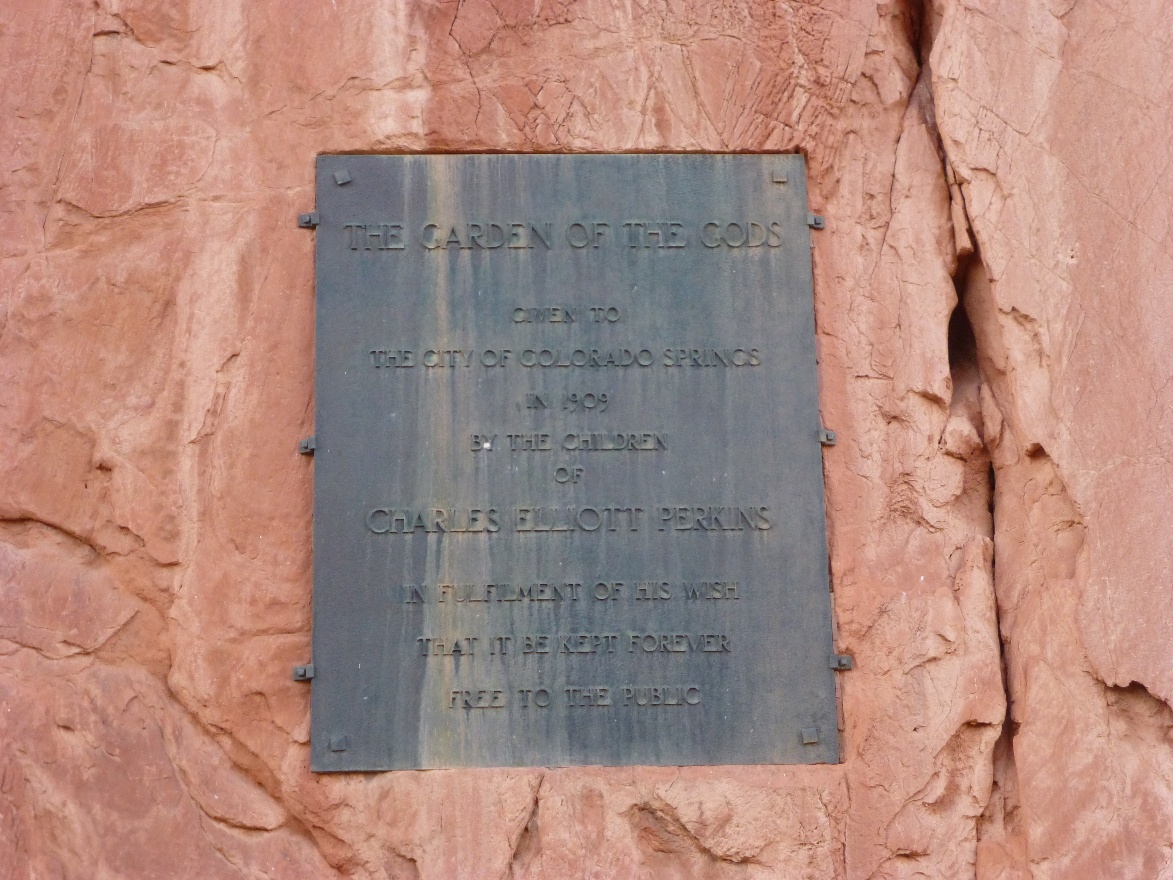 THE GARDEN OF THE GODS
GIVEN TO
THE CITY OF COLORADO SPRINGS
IN 1909
BY THE CHILDREN
OF
CHARLES ELLIOTT PERKINS
IN FULFILMENT OF HIS WISH
THAT IT BE KEPT FOREVER
FREE TO THE PUBLIC